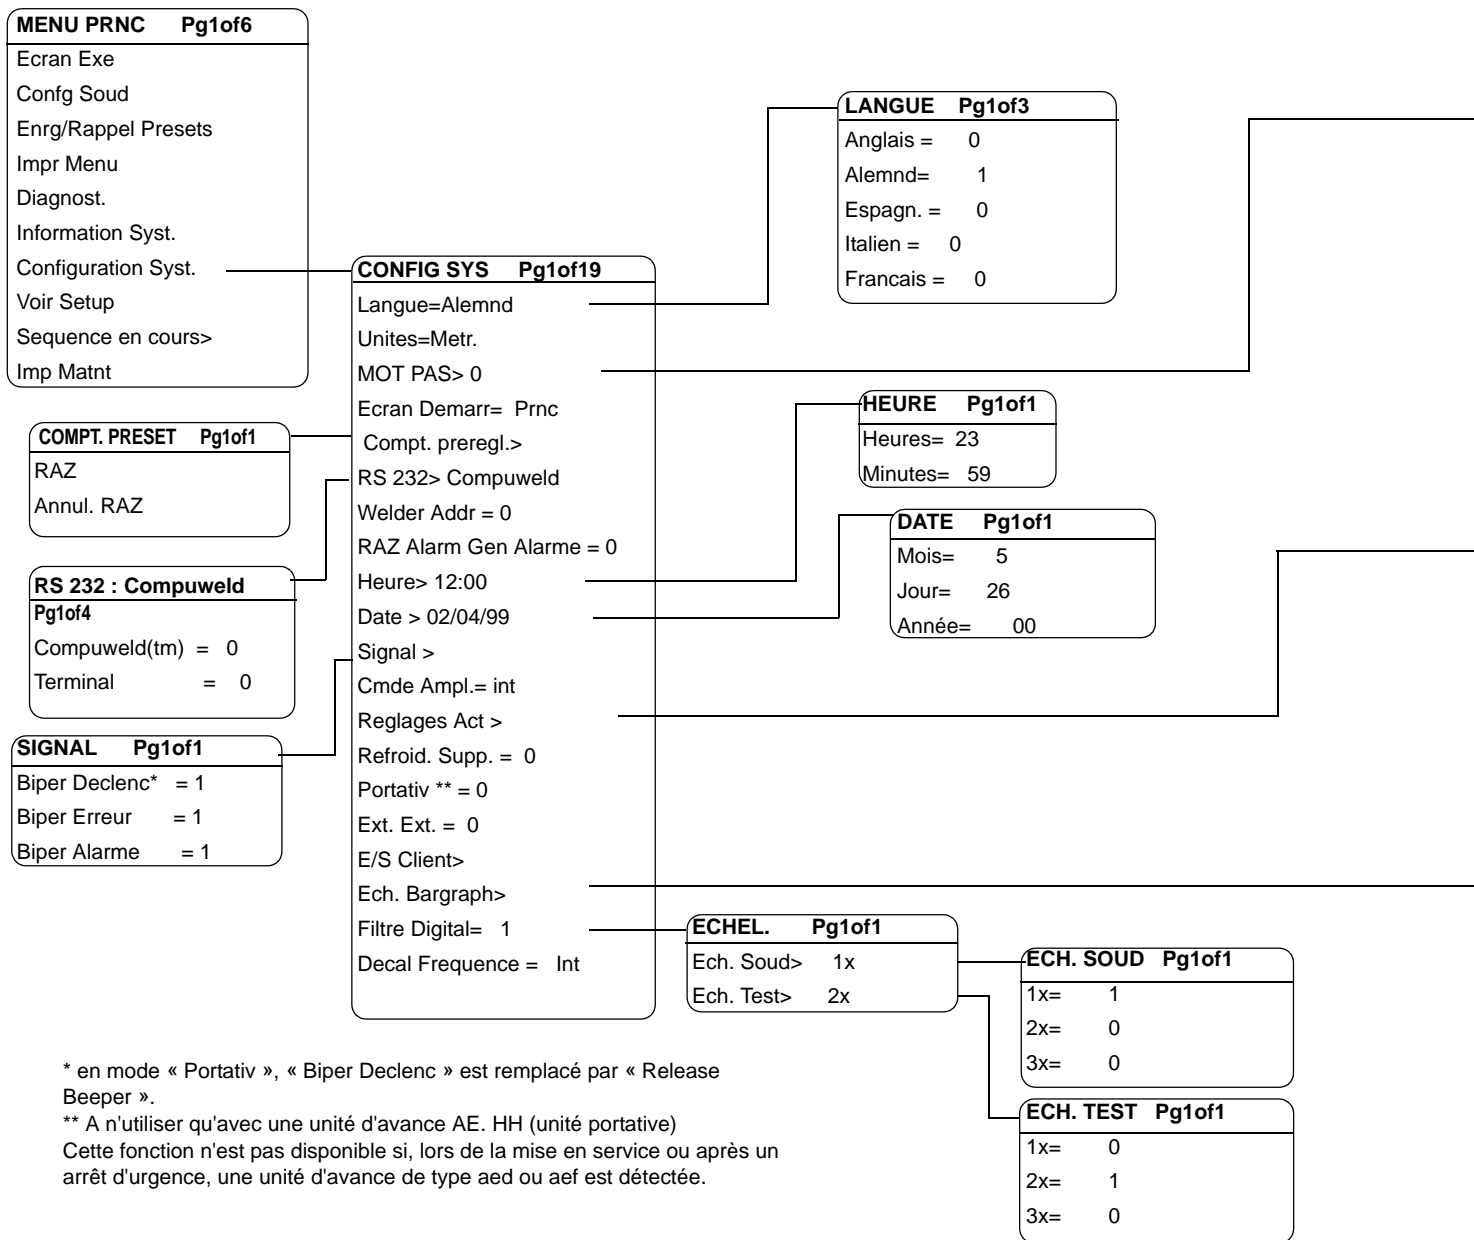 MENU PRNC Pg1of6
Ecran Exe
Confg Soud
Enrg/Rappel Presets
Impr Menu
Diagnost.
Information Syst.
Configuration Syst.
Voir Setup
Sequence en cours>
Imp Matnt
COMPT. PRESET Pg1of1
RAZ
Annul. RAZ
RS 232 : Compuweld
Pg1of4
Compuweld(tm) = 0
Terminal = 0
SIGNAL Pg1of1
Biper Declenc* = 1
Biper Erreur = 1
Biper Alarme = 1
CONFIG SYS Pg1of19
Langue=Alemnd
Unites=Metr.
MOT PAS> 0
Ecran Demarr= Prnc
Compt. preregl.>
RS 232> Compuweld
Welder Addr = 0
RAZ Alarm Gen Alarme = 0
Heure> 12:00
Date > 02/04/99
Signal >
Cmde Ampl.= int
Reglages Act >
Refroid. Supp. = 0
Portativ ** = 0
Ext. Ext. = 0
E/S Client>
Ech. Bargraph>
Filtre Digital= 1
Decal Frequence = Int
LANGUE Pg1of3
Anglais = 0
Alemnd= 1
Espagn. = 0
Italien = 0
Francais = 0
HEURE Pg1of1
Heures= 23
Minutes= 59
DATE Pg1of1
Mois= 5
Jour= 26
Année= 00
ECHEL. Pg1of1
Ech. Soud> 1x
Ech. Test> 2x
ECH. SOUD Pg1of1
1x= 1
2x= 0
3x= 0
ECH. TEST Pg1of1
1x= 0
2x= 1
3x= 0
* en mode « Portativ », « Biper Declenc » est remplacé par « Release
Beeper ».
** A n'utiliser qu'avec une unité d'avance AE. HH (unité portative)
Cette fonction n'est pas disponible si, lors de la mise en service ou après un
arrêt d'urgence, une unité d'avance de type aed ou aef est détectée.